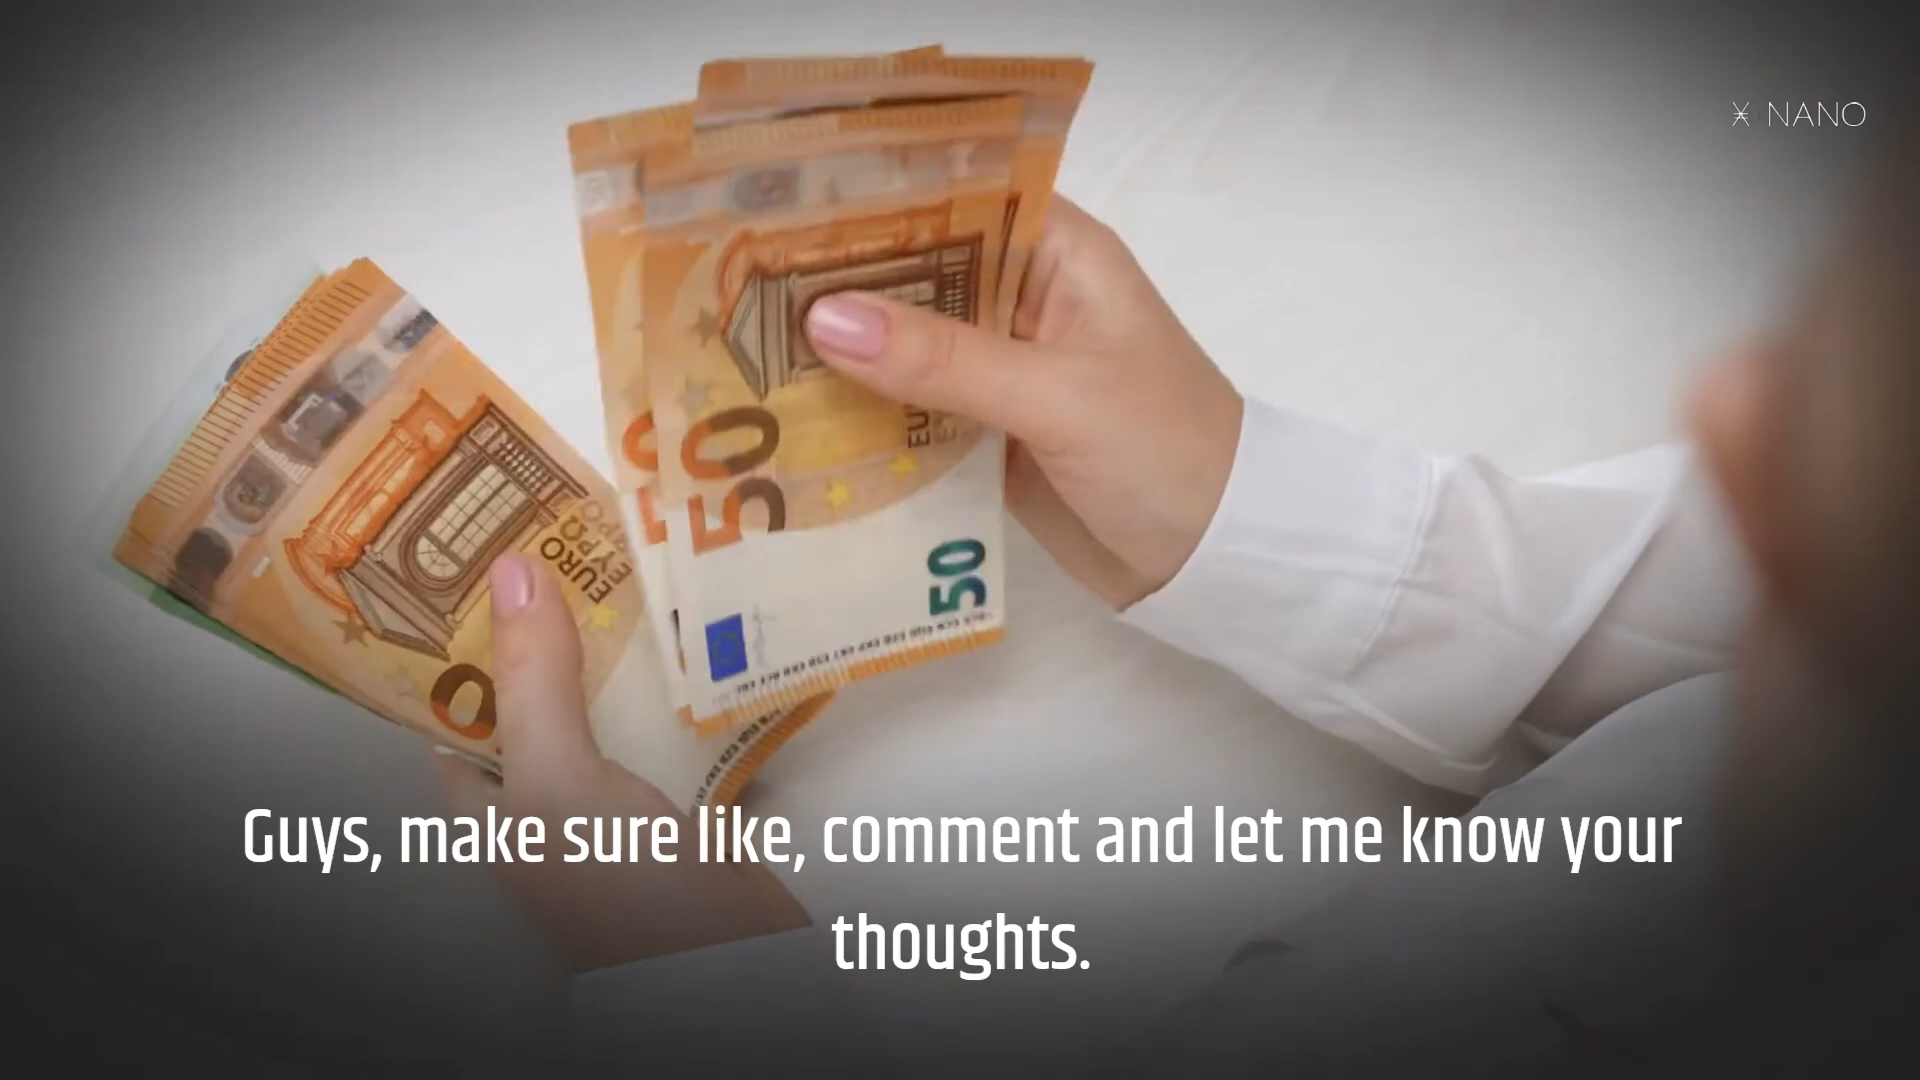 Ӿ NANO
50
50
50
EURO
ΕΥΡΩ
Guys, make sure like, comment and let me know your
thoughts.